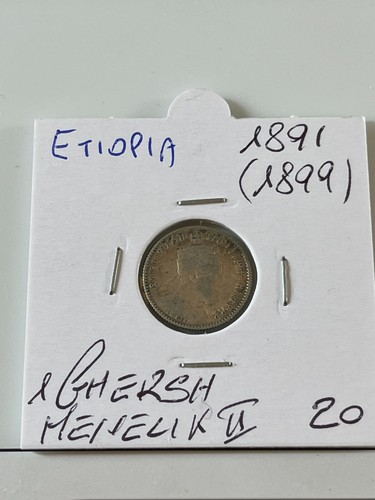 ETIOPIA 1891
(1899)
1 GHERSH
MENELIK II 20